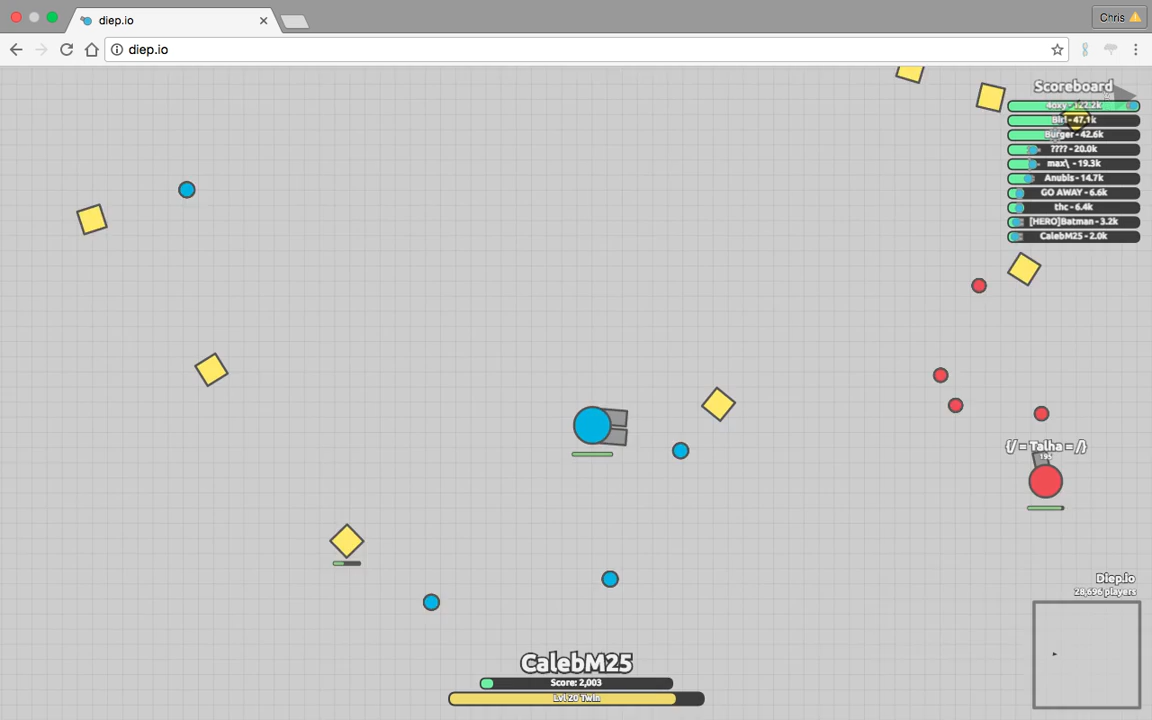 diep.io
Chris
diep.io
Scoreboard
Bir! - 47.1k
Burger - 42.6k
???? - 20.0k
max\ - 19.3k
Anubis - 14.7k
GO AWAY - 6.6k
thc - 6.4k
[HERO]Batman - 3.2k
CalebM25 - 2.0k
{/ = Talha = /}
195
Diep.io
28,696 players
CalebM25
Score: 2,003
Lvl 20 Twin